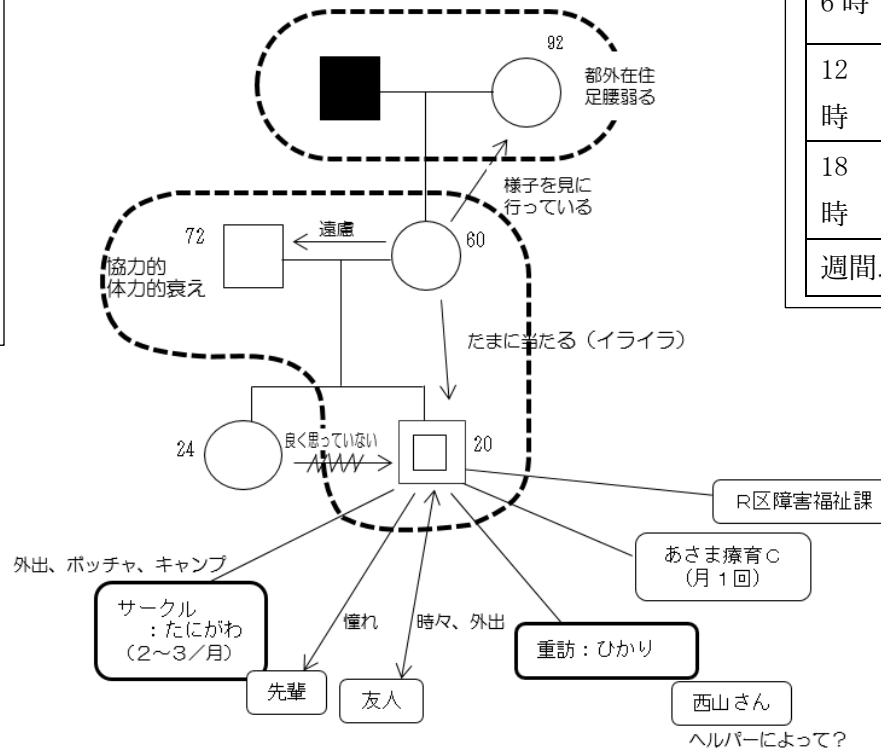 92
都外在住
足腰弱る
様子を見に
行っている
72
遠慮
60
協力的
体力的衰え
たまに当たる（イライラ）
24
良く思っていない
20
R区障害福祉課
あさま療育C
（月1回）
外出、ボッチャ、キャンプ
サークル
：たにがわ
（2～3／月）
憧れ
時々、外出
重訪：ひかり
先輩
友人
西山さん
ヘルパーによって？
6時
12
時
18
時
週間